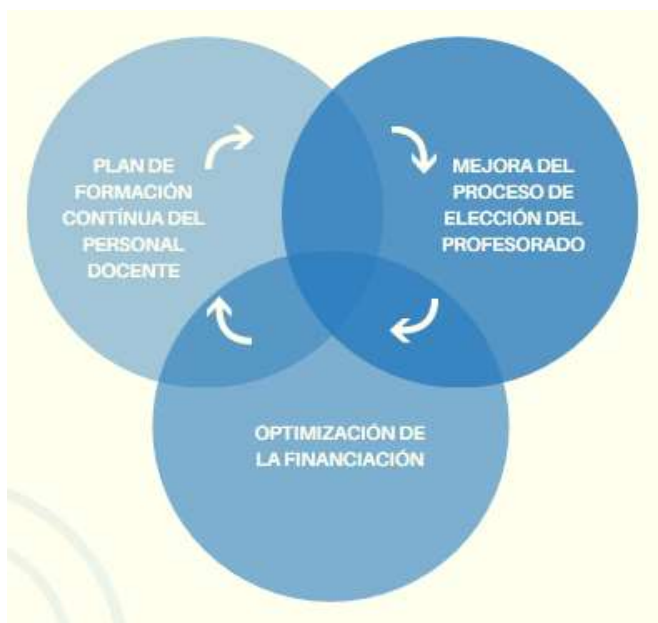 PLAN DE
FORMACIÓN
CONTÍNUA DEL
PERSONAL
DOCENTE
MEJORA DEL
PROCESO DE
ELECCIÓN DEL
PROFESORADO
OPTIMIZACIÓN DE
LA FINANCIACIÓN